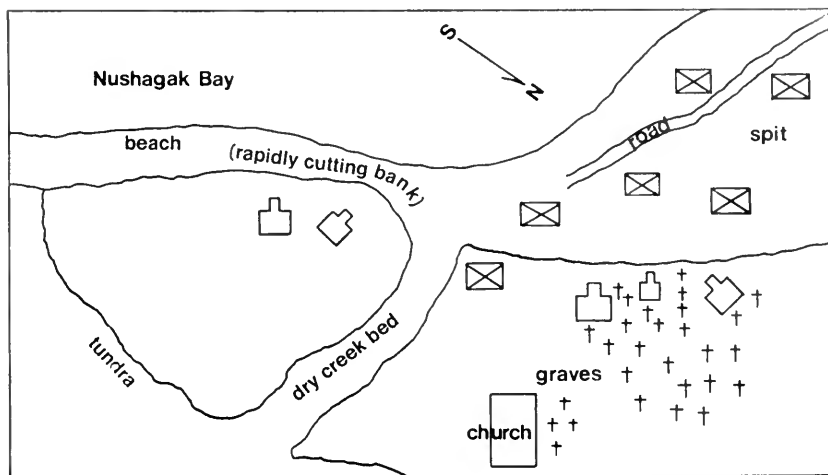 S
N
Nushagak Bay
beach
(rapidly cutting bank)
road
spit
tundra
dry creek bed
graves
church